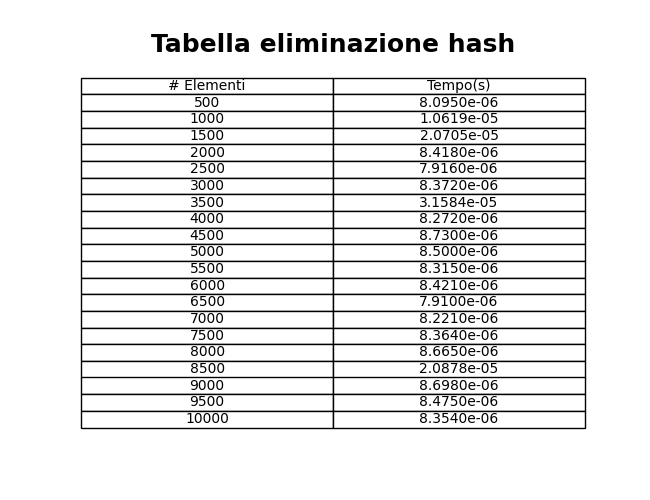 Tabella eliminazione hash
# Elementi Tempo(s)
500 8.0950e-06
1000 1.0619e-05
1500 2.0705e-05
2000 8.4180e-06
2500 7.9160e-06
3000 8.3720e-06
3500 3.1584e-05
4000 8.2720e-06
4500 8.7300e-06
5000 8.5000e-06
5500 8.3150e-06
6000 8.4210e-06
6500 7.9100e-06
7000 8.2210e-06
7500 8.3640e-06
8000 8.6650e-06
8500 2.0878e-05
9000 8.6980e-06
9500 8.4750e-06
10000 8.3540e-06